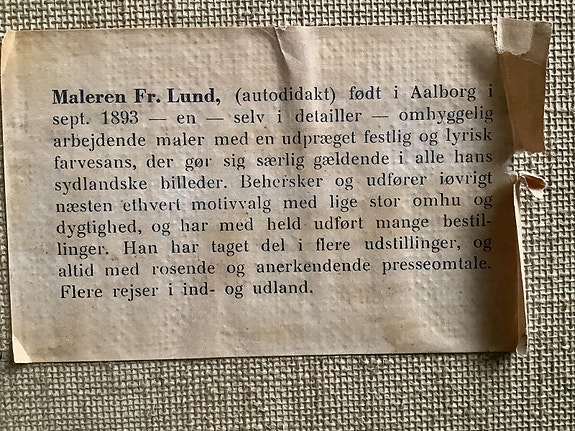 Maleren Fr. Lund, (autodidakt) født i Aalborg i
sept. 1893 — en — selv i detailler — omhyggelig
arbejdende maler med en udpræget festlig og lyrisk
farvesans, der gør sig særlig gældende i alle hans
sydlandske billeder. Behersker og udfører iøvrigt
næsten ethvert motivvalg med lige stor omhu og
dygtighed, og har med held udført mange bestil-
linger. Han har taget del i flere udstillinger, og
altid med rosende og anerkendende presseomtale.
Flere rejser i ind- og udland.